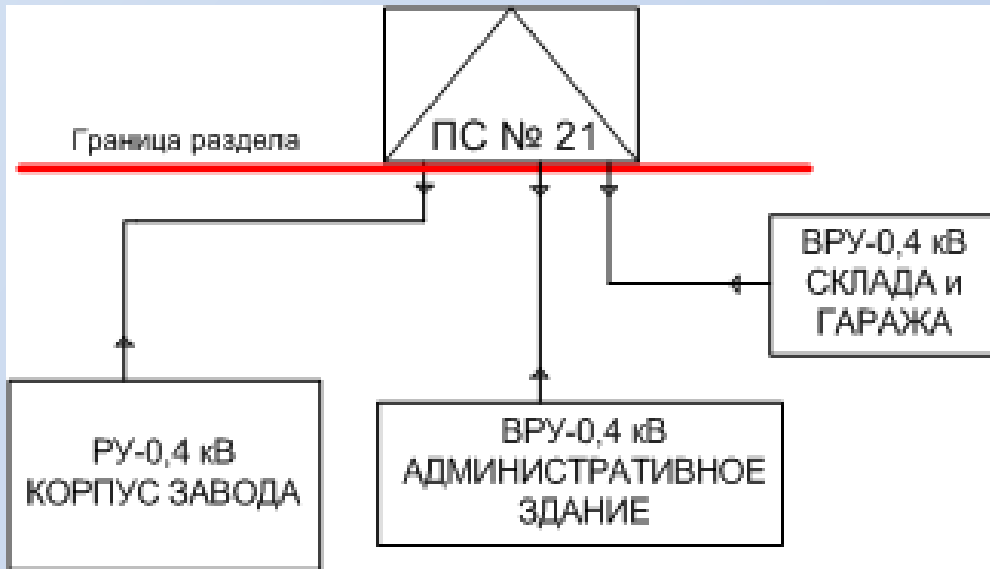 ПС № 21
Граница раздела
ВРУ-0,4 кВ
СКЛАДА и
ГАРАЖА
РУ-0,4 кВ
КОРПУС ЗАВОДА
ВРУ-0,4 кВ
АДМИНИСТРАТИВНОЕ
ЗДАНИЕ